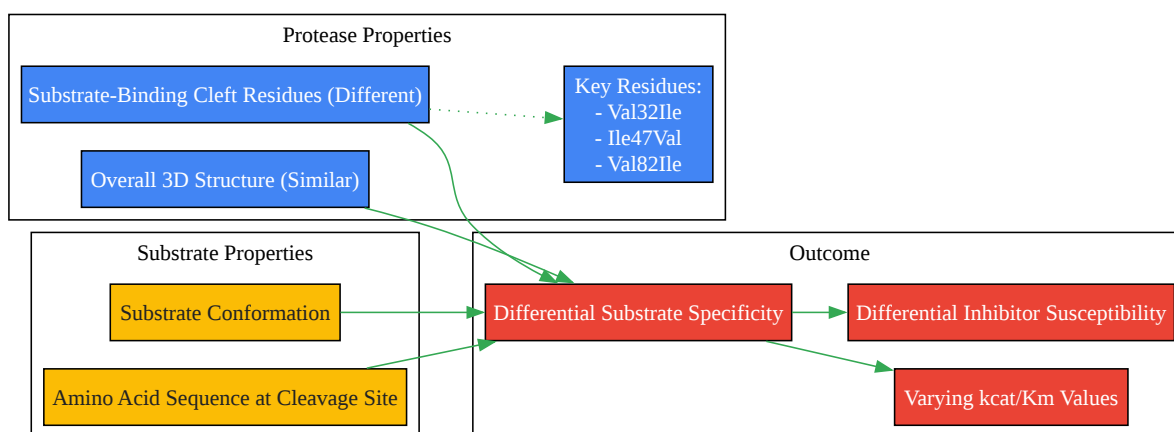 Protease Properties
Substrate-Binding Cleft Residues (Different)
Key Residues:
- Val32Ile
- Ile47Val
- Val82Ile
Overall 3D Structure (Similar)
Substrate Properties
Substrate Conformation
Amino Acid Sequence at Cleavage Site
Outcome
Differential Substrate Specificity
Differential Inhibitor Susceptibility
Varying kcat/Km Values